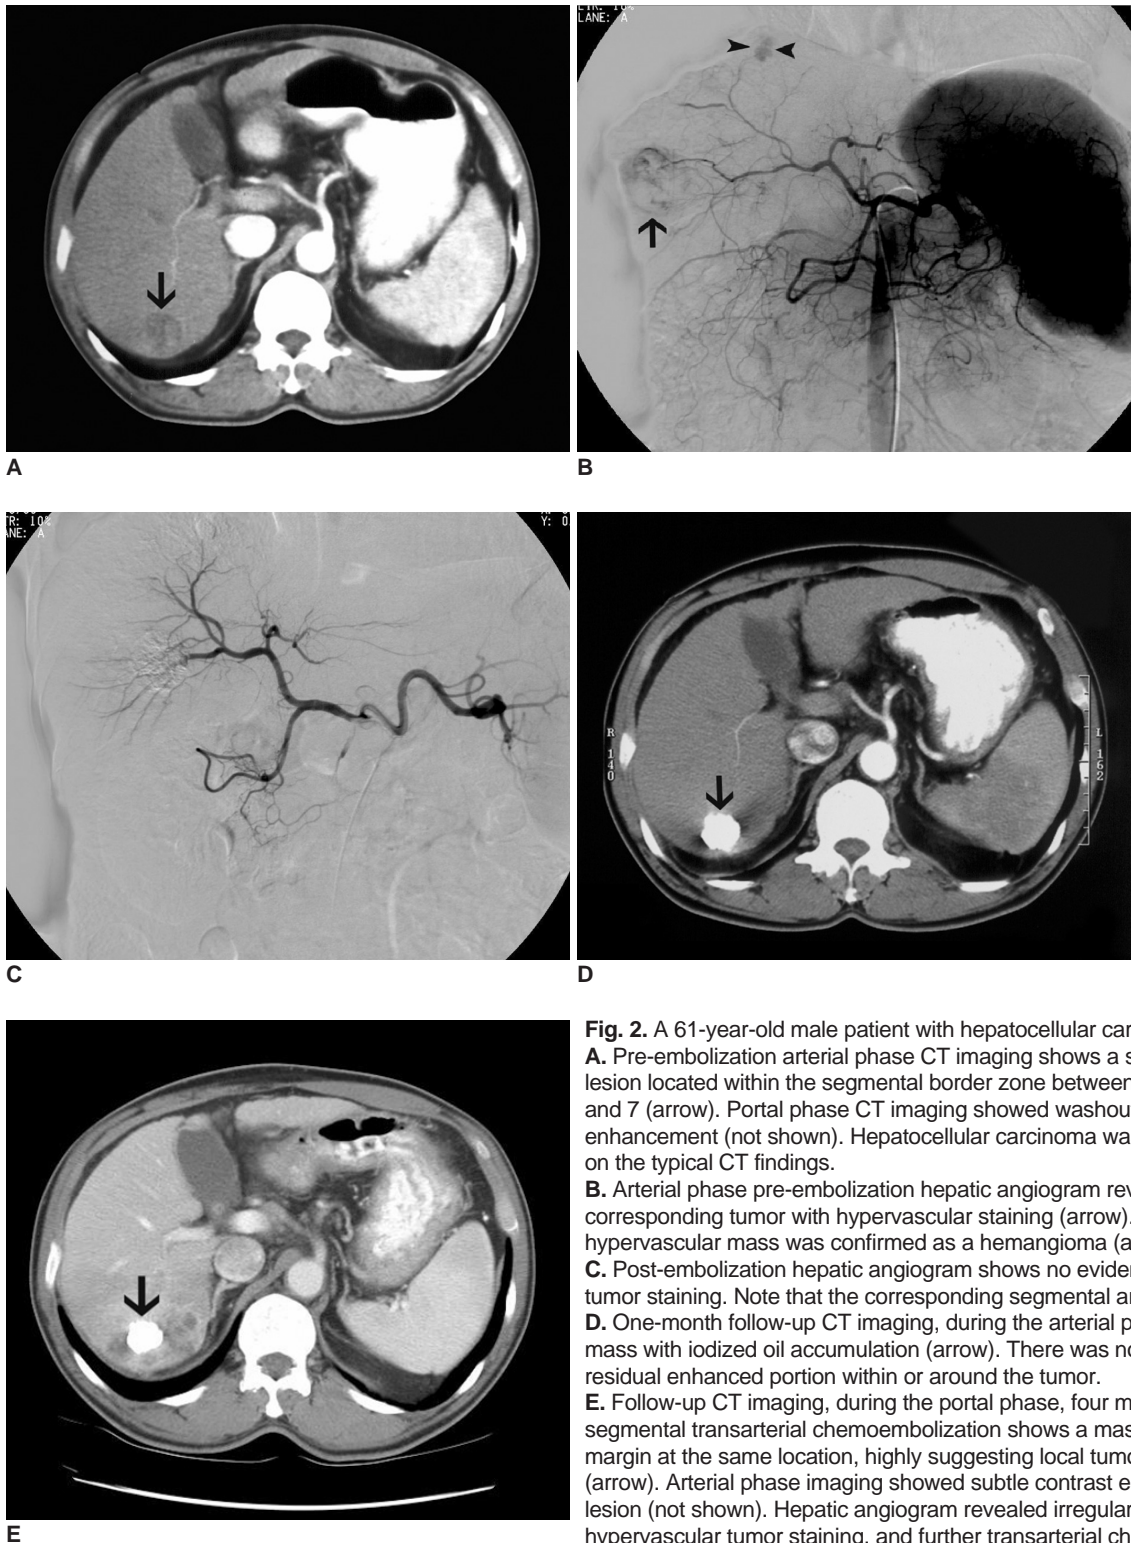 LANE: A
A
B
TR: 10%
ANE: A
Y: 0
C
R
140
L
162
D
E
Fig. 2. A 61-year-old male patient with hepatocellular car
A. Pre-embolization arterial phase CT imaging shows a s
lesion located within the segmental border zone between
and 7 (arrow). Portal phase CT imaging showed washou
enhancement (not shown). Hepatocellular carcinoma wa
on the typical CT findings.
B. Arterial phase pre-embolization hepatic angiogram rev
corresponding tumor with hypervascular staining (arrow).
hypervascular mass was confirmed as a hemangioma (a
C. Post-embolization hepatic angiogram shows no eviden
tumor staining. Note that the corresponding segmental a
D. One-month follow-up CT imaging, during the arterial p
mass with iodized oil accumulation (arrow). There was no
residual enhanced portion within or around the tumor.
E. Follow-up CT imaging, during the portal phase, four m
segmental transarterial chemoembolization shows a mas
margin at the same location, highly suggesting local tumo
(arrow). Arterial phase imaging showed subtle contrast e
lesion (not shown). Hepatic angiogram revealed irregular
hypervascular tumor staining, and further transarterial ch